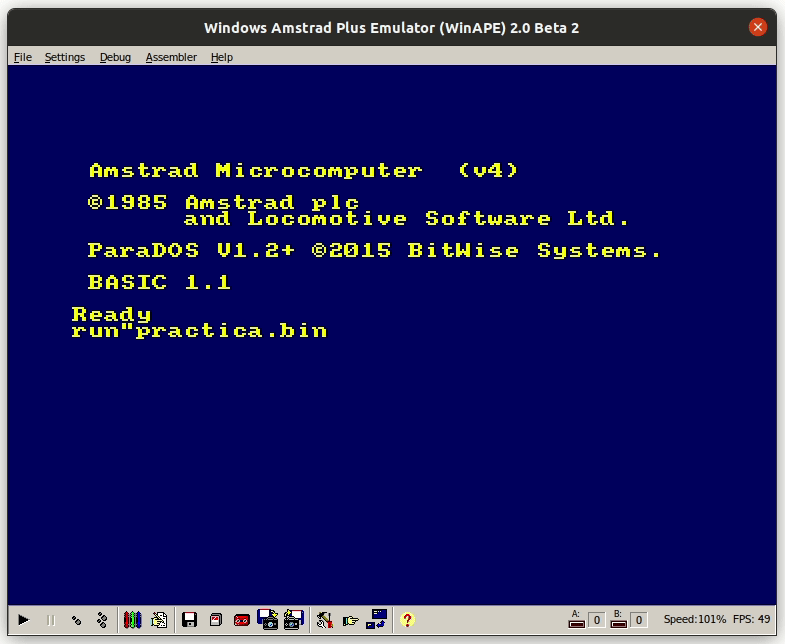 Windows Amstrad Plus Emulator (WinAPE) 2.0 Beta 2
File Settings Debug Assembler Help
Amstrad Microcomputer (v4)
©1985 Amstrad plc
and Locomotive Software Ltd.
ParaDOS V1.2+ ©2015 BitWise Systems.
BASIC 1.1
Ready
run"practica.bin
A: 0 B: 0 Speed:101% FPS: 49